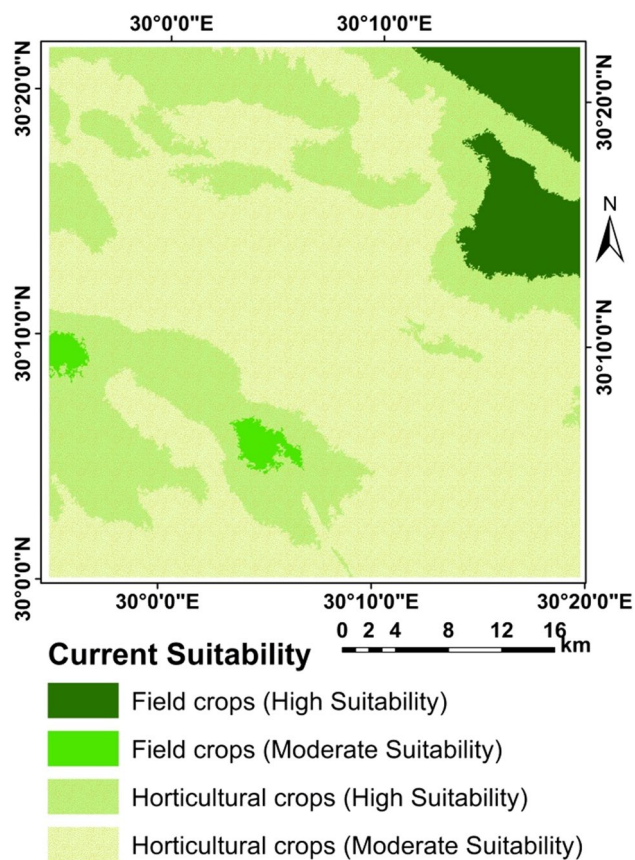 30°0'0"N 30°10'0"N
30°20'0"N 30°20'0"N
N
30°10'0"N 30°10'0"N
30°0'0"N
30°0'0"E 30°10'0"E 30°20'0"E
0 2 4 8 12 16 km
Current Suitability
Field crops (High Suitability)
Field crops (Moderate Suitability)
Horticultural crops (High Suitability)
Horticultural crops (Moderate Suitability)